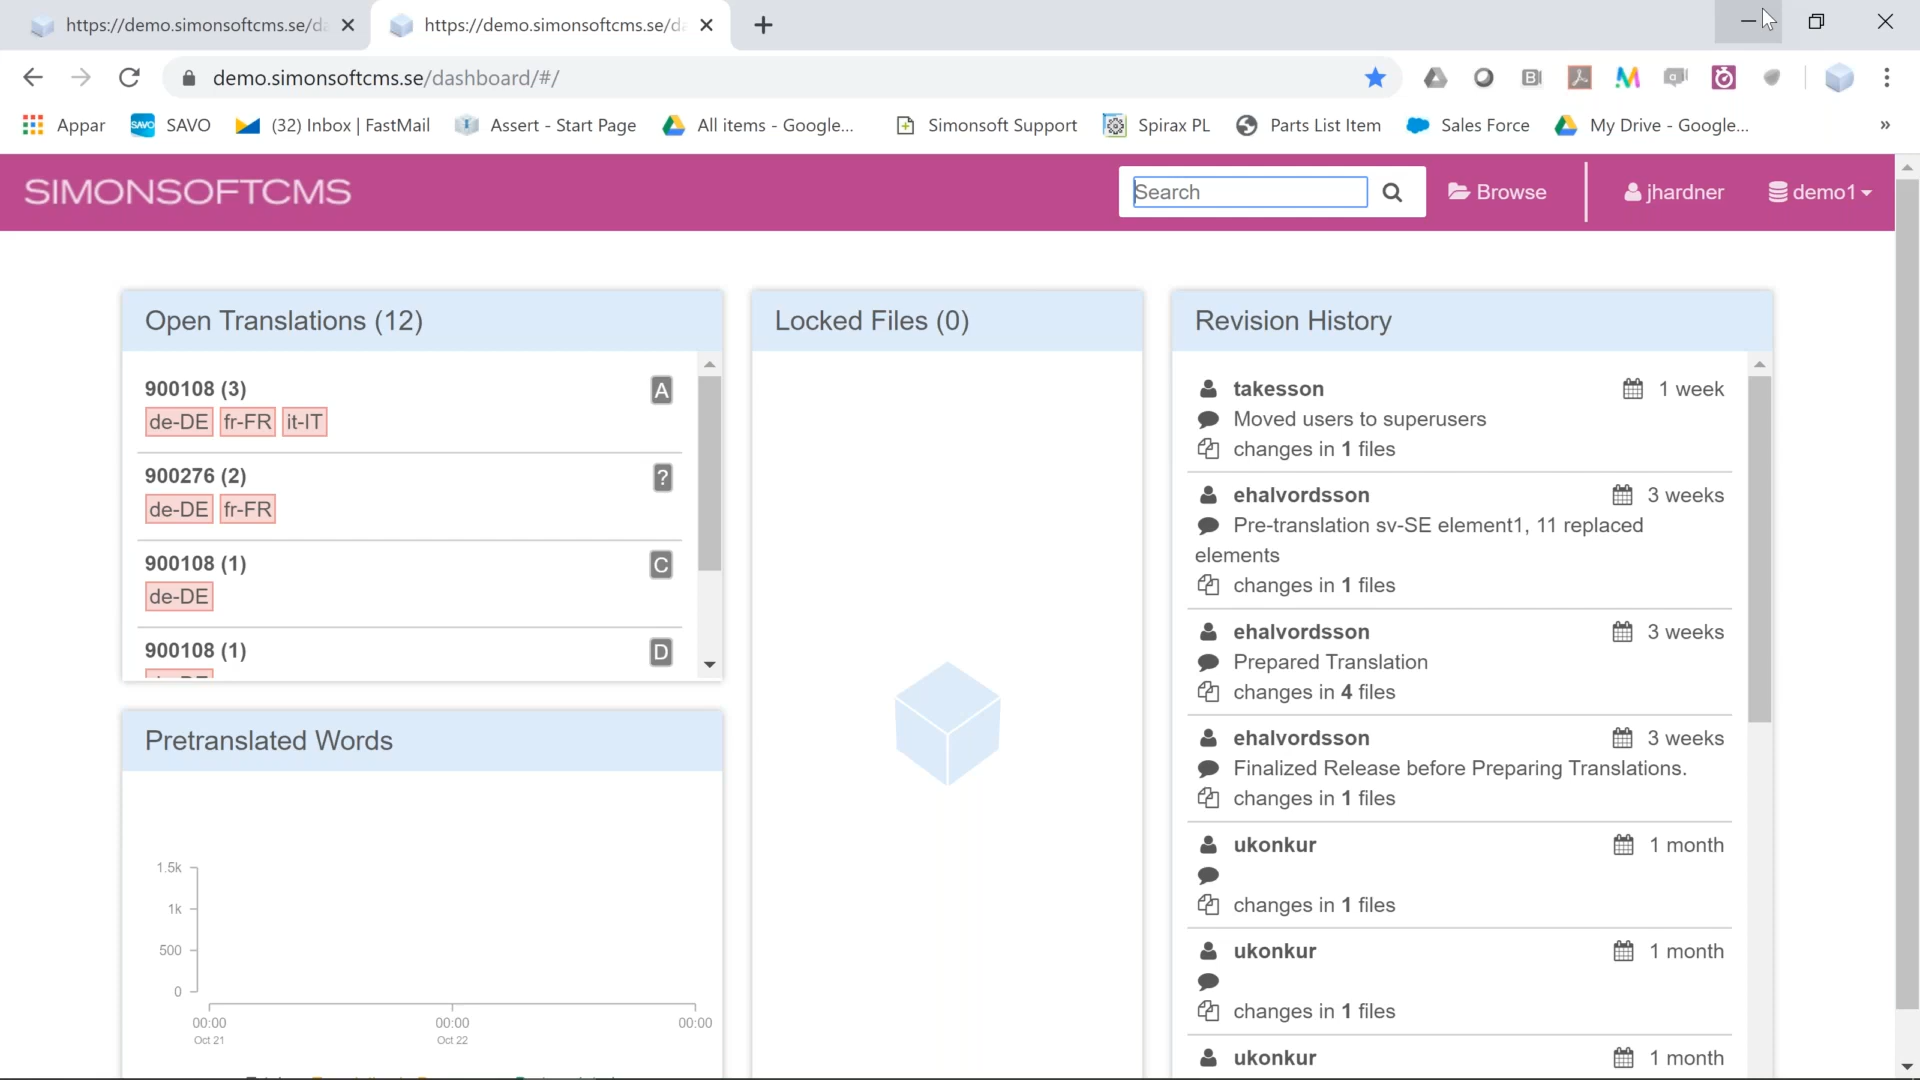 https://demo.simonsoftcms.se/da
https://demo.simonsoftcms.se/da
demo.simonsoftcms.se/dashboard/#/
Appar
SAVO
(32) Inbox | FastMail
Assert - Start Page
All items - Google...
Simonsoft Support
Spirax PL
Parts List Item
Sales Force
My Drive - Google...
»
SIMONSOFTCMS
Search
Browse
jhardner
demo1
Open Translations (12)
900108 (3)
A
de-DE fr-FR it-IT
900276 (2)
?
de-DE fr-FR
900108 (1)
C
de-DE
900108 (1)
D
Pretranslated Words
1.5k
1k
500
0
00:00
Oct 21
00:00
Oct 22
00:00
Locked Files (0)
Revision History
takesson
1 week
Moved users to superusers
changes in 1 files
ehalvordsson
3 weeks
Pre-translation sv-SE element1, 11 replaced
elements
changes in 1 files
ehalvordsson
3 weeks
Prepared Translation
changes in 4 files
ehalvordsson
3 weeks
Finalized Release before Preparing Translations.
changes in 1 files
ukonkur
1 month
changes in 1 files
ukonkur
1 month
changes in 1 files
ukonkur
1 month